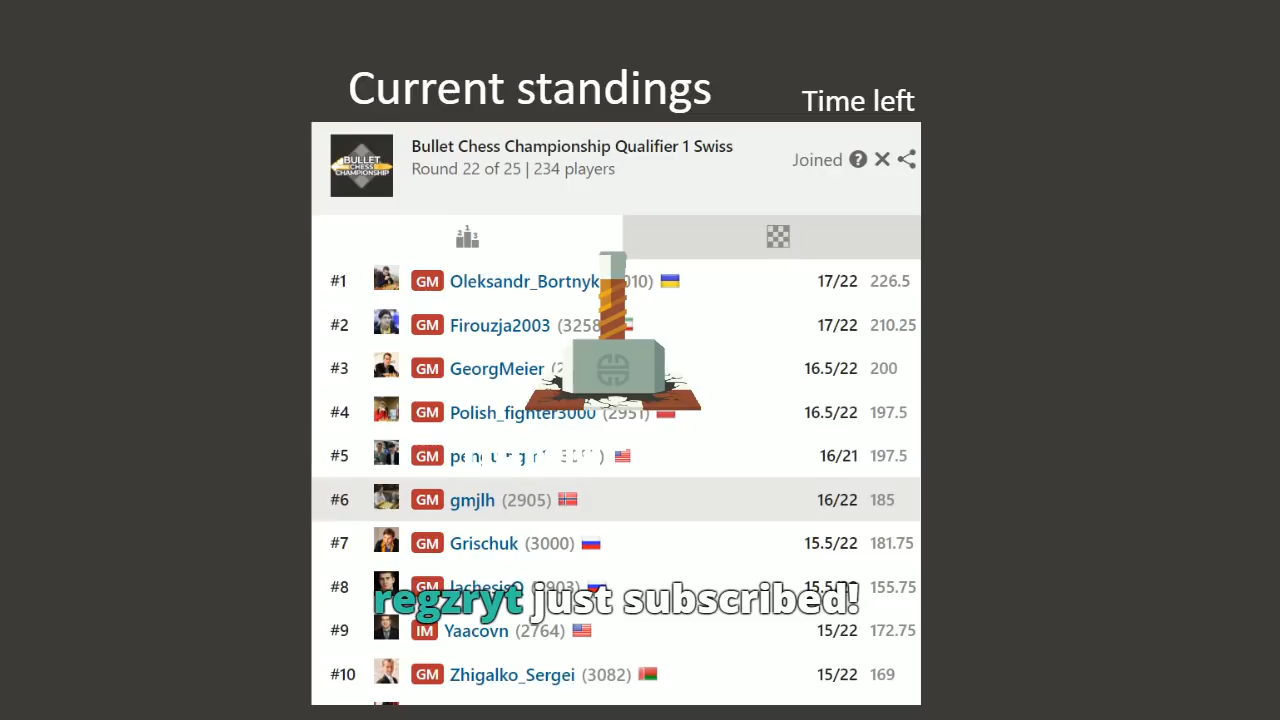 Current standings
Time left
BULLET
CHESS
CHAMPIONSHIP
Bullet Chess Championship Qualifier 1 Swiss
Round 22 of 25 | 234 players
Joined
#1 GM Oleksandr_Bortnyk 010) 17/22 226.5
#2 GM Firouzja2003 (3258 17/22 210.25
#3 GM GeorgMeier (2 16.5/22 200
#4 GM Polish_fighter3000 (2951) 16.5/22 197.5
#5 GM 16/21 197.5
#6 GM gmjlh (2905) 16/22 185
#7 GM Grischuk (3000) 15.5/22 181.75
#8 GM 15.5/22 155.75
regzryt just subscribed!
#9 IM Yaacovn (2764) 15/22 172.75
#10 GM Zhigalko_Sergei (3082) 15/22 169